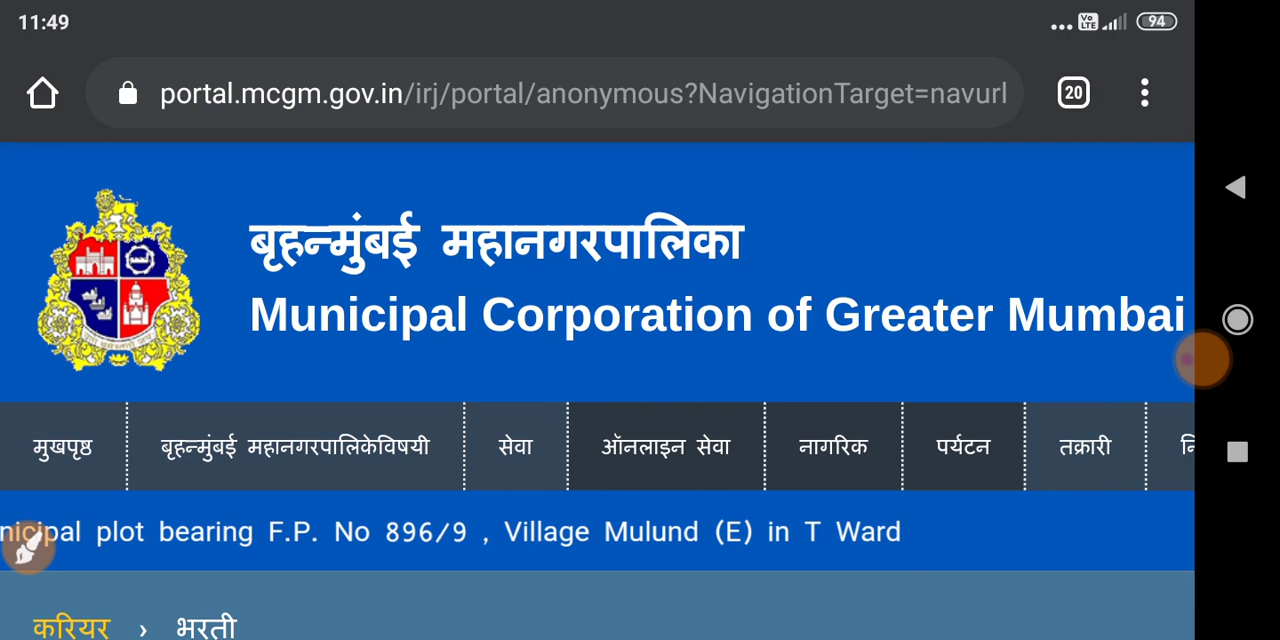 11:49
Vo LTE 94
portal.mcgm.gov.in/irj/portal/anonymous?NavigationTarget=navurl
20
बृहन्मुंबई महानगरपालिका
Municipal Corporation of Greater Mumbai
मुखपृष्ठ बृहन्मुंबई महानगरपालिकेविषयी सेवा ऑनलाइन सेवा नागरिक पर्यटन तक्रारी
nicipal plot bearing F.P. No 896/9 , Village Mulund (E) in T Ward
करियर › भरती